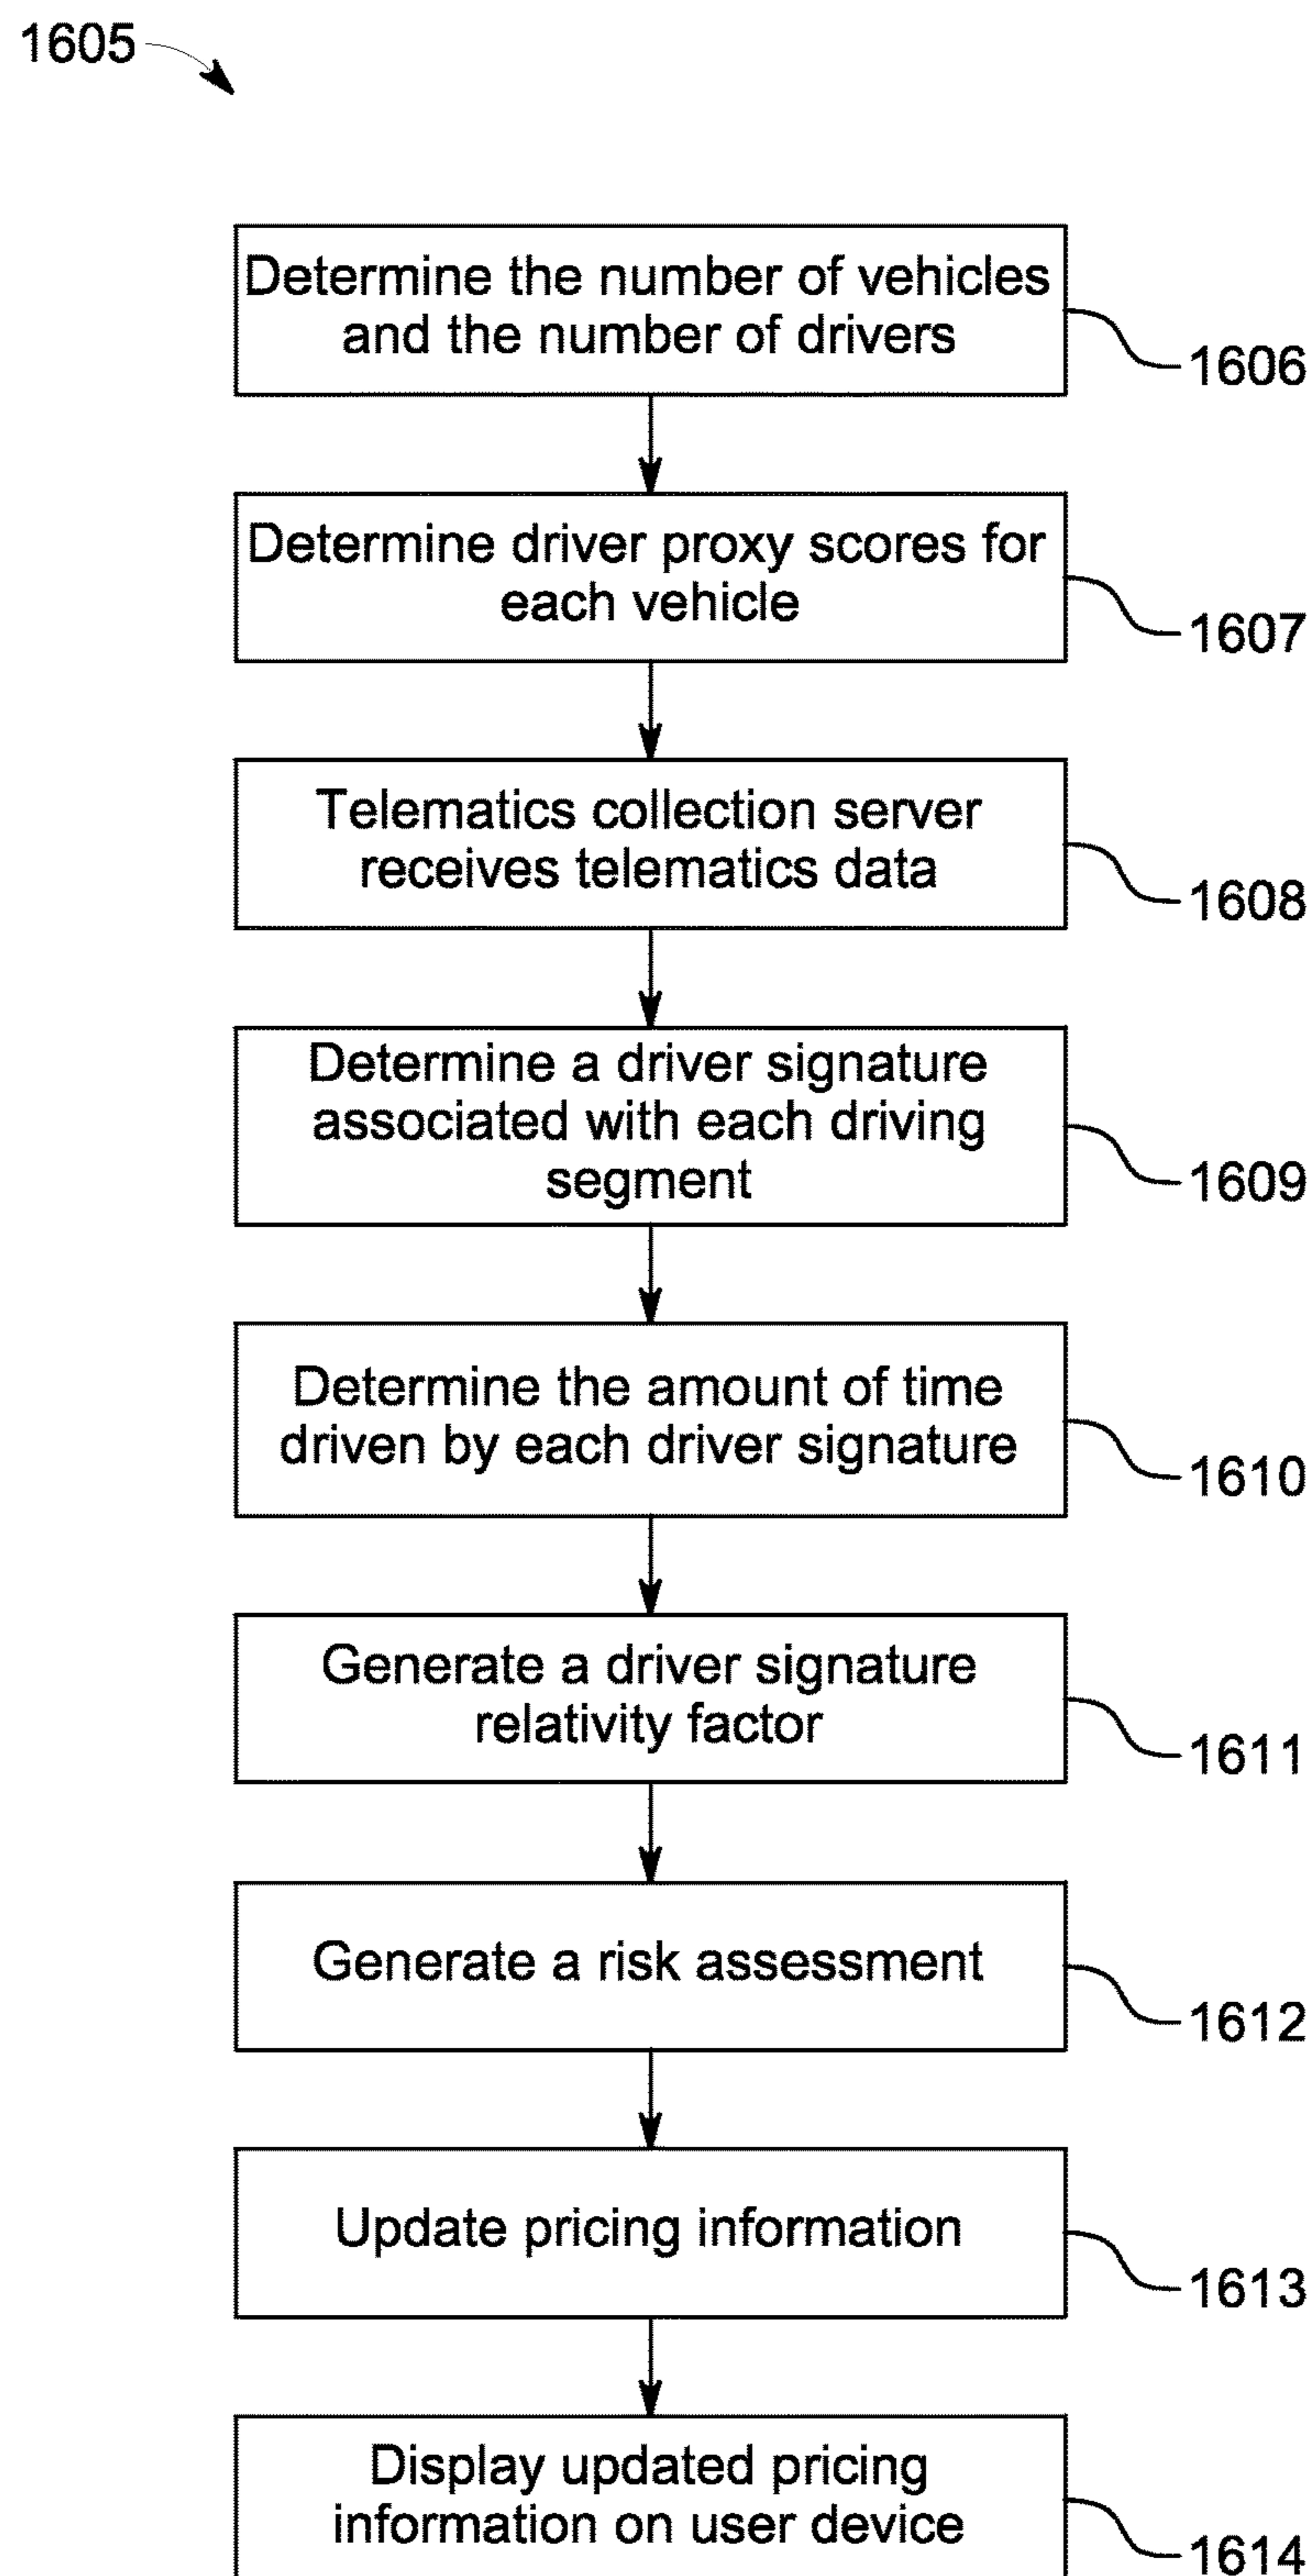 1605
Determine the number of vehicles
and the number of drivers
1606
Determine driver proxy scores for
each vehicle
1607
Telematics collection server
receives telematics data
1608
Determine a driver signature
associated with each driving
segment
1609
Determine the amount of time
driven by each driver signature
1610
Generate a driver signature
relativity factor
1611
Generate a risk assessment
1612
Update pricing information
1613
Display updated pricing
information on user device
1614